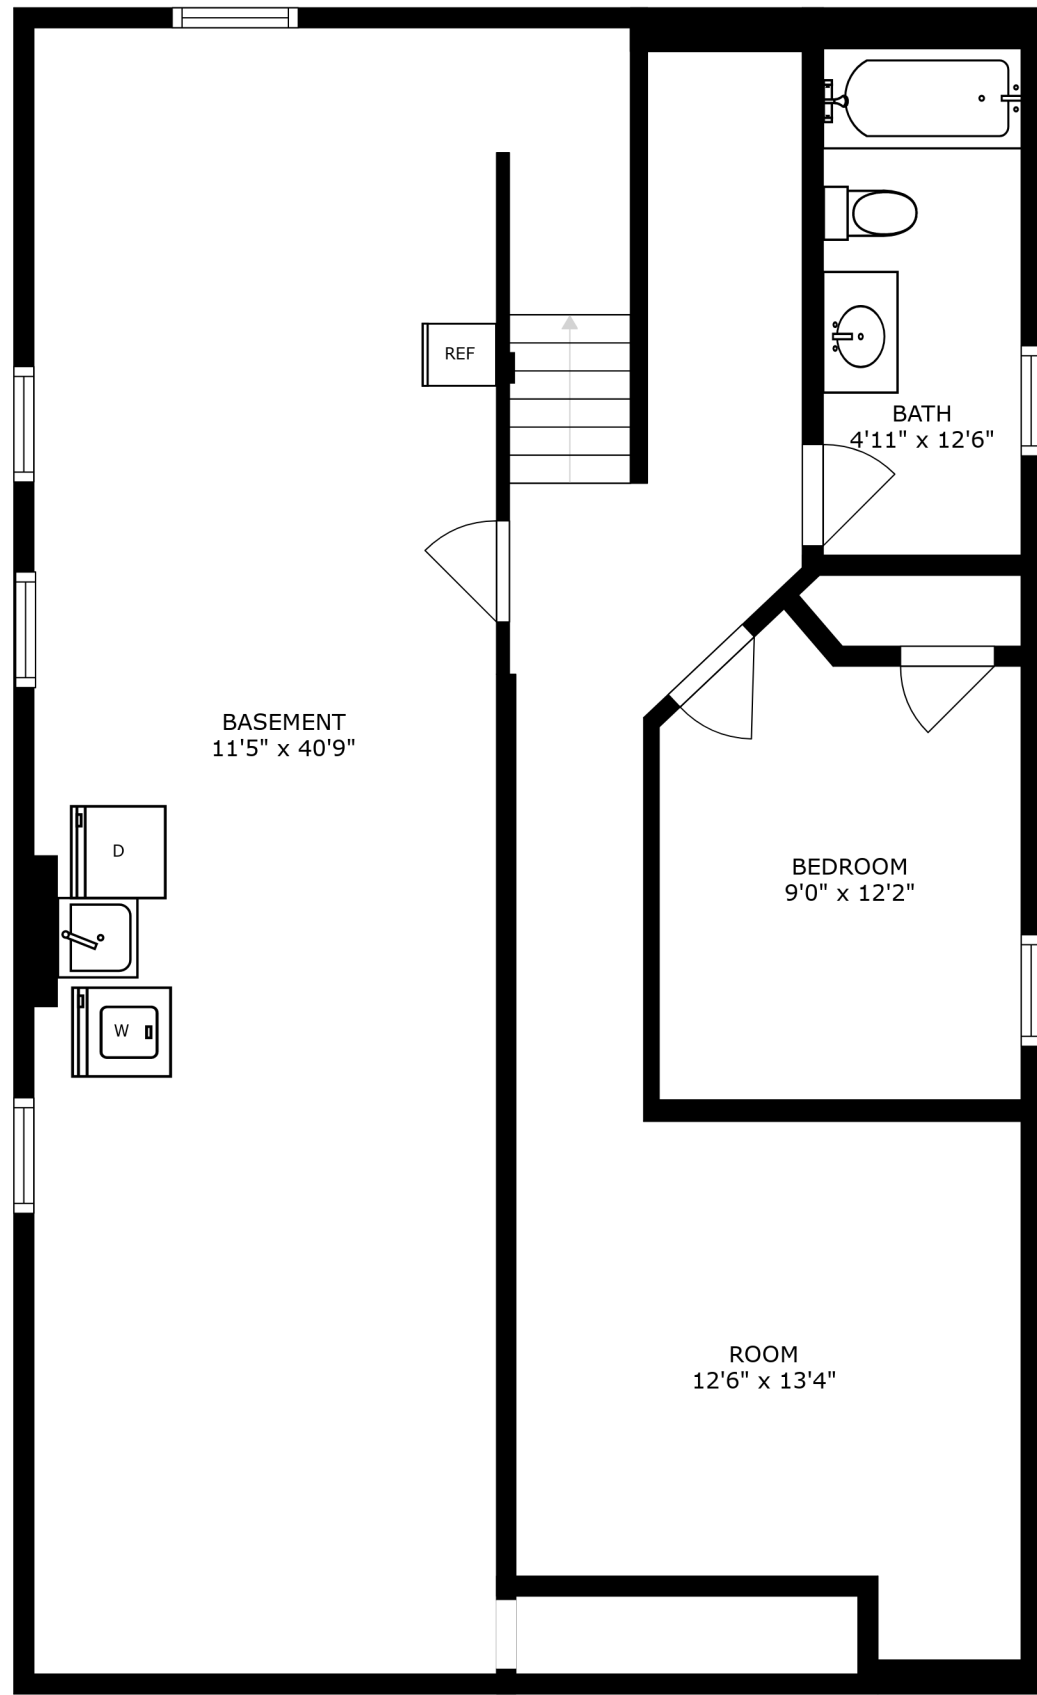 REF
BATH
4'11" x 12'6"
BASEMENT
11'5" x 40'9"
D
BEDROOM
9'0" x 12'2"
W
ROOM
12'6" x 13'4"